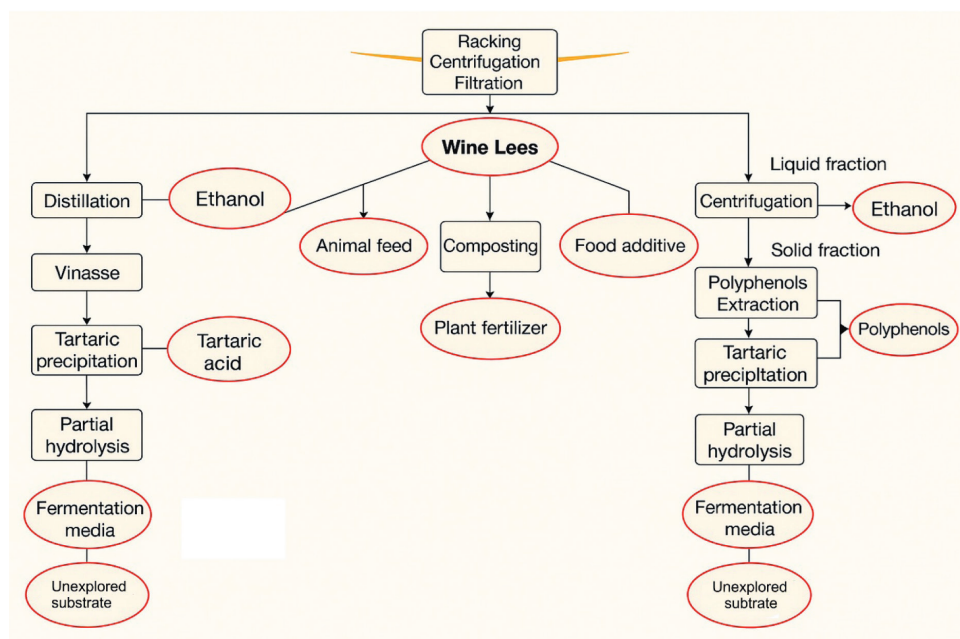 Racking
Centrifugation
Filtration
Wine Lees
Liquid fraction
Distillation
Ethanol
Animal feed
Composting
Food additive
Centrifugation
Ethanol
Solid fraction
Vinasse
Plant fertilizer
Polyphenols
Extraction
Polyphenols
Tartaric
precipitation
Tartaric
acid
Tartaric
precipItation
Partial
hydrolysis
Partial
hydrolysis
Fermentation
media
Fermentation
media
Unexplored
substrate
Unexplored
subtrate